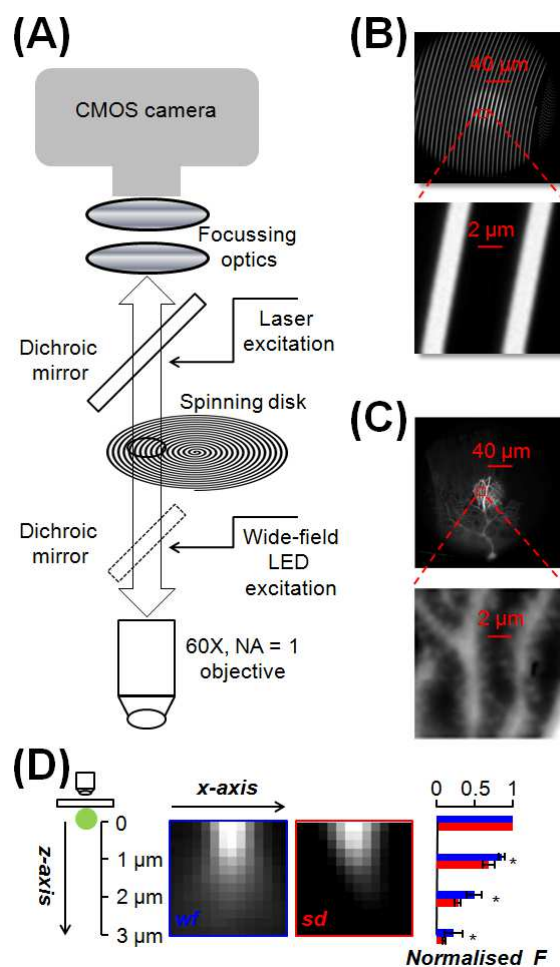 (A)
CMOS camera
Focussing
optics
Dichroic
mirror
Laser
excitation
Spinning disk
Dichroic
mirror
Wide-field
LED
excitation
60X, NA = 1
objective
(B)
40 µm
2 µm
(C)
40 µm
2 µm
(D)
z-axis
0
1 µm
2 µm
3 µm
x-axis
wf
sd
0 0.5 1
*
*
*
Normalised F